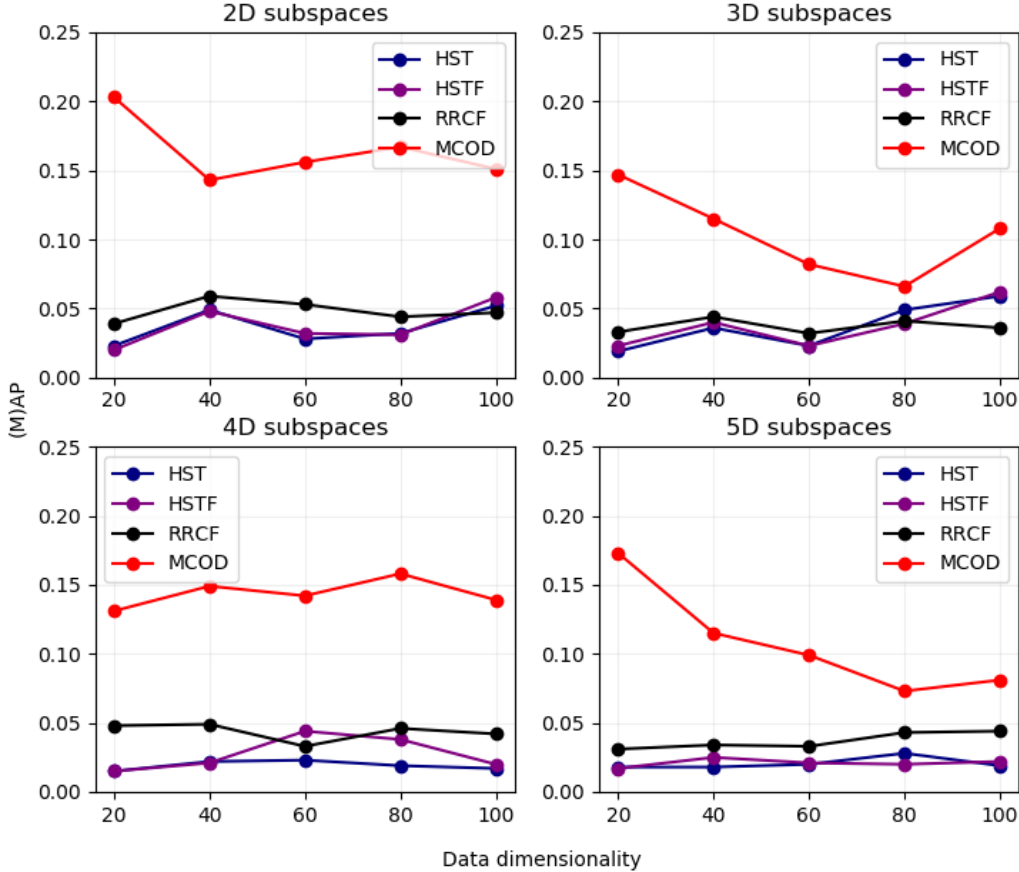 2D subspaces
0.25
0.20
0.15
0.10
0.05
0.00
20 40 60 80 100
HST
HSTF
RRCF
MCOD
3D subspaces
0.25
0.20
0.15
0.10
0.05
0.00
20 40 60 80 100
HST
HSTF
RRCF
MCOD
(M)AP
4D subspaces
0.25
0.20
0.15
0.10
0.05
0.00
20 40 60 80 100
HST
HSTF
RRCF
MCOD
5D subspaces
0.25
0.20
0.15
0.10
0.05
0.00
20 40 60 80 100
HST
HSTF
RRCF
MCOD
Data dimensionality